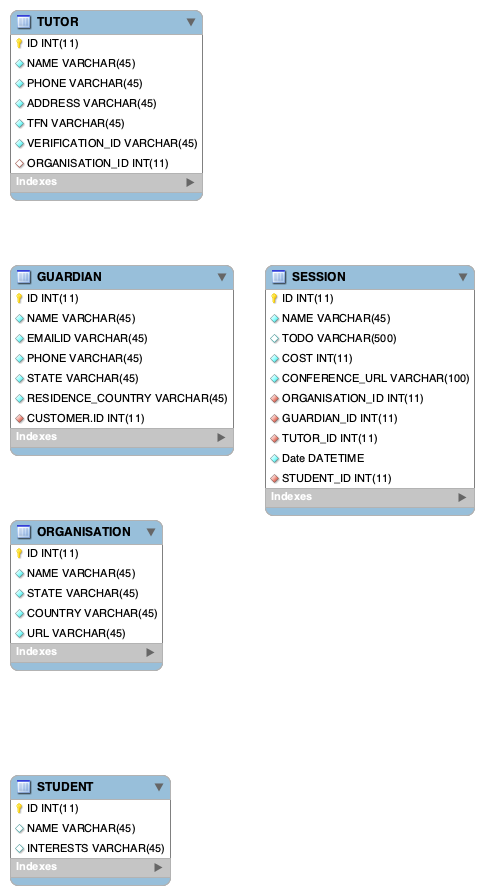 TUTOR
ID INT(11)
NAME VARCHAR(45)
PHONE VARCHAR(45)
ADDRESS VARCHAR(45)
TFN VARCHAR(45)
VERIFICATION_ID VARCHAR(45)
ORGANISATION_ID INT(11)
Indexes
GUARDIAN
ID INT(11)
NAME VARCHAR(45)
EMAILID VARCHAR(45)
PHONE VARCHAR(45)
STATE VARCHAR(45)
RESIDENCE_COUNTRY VARCHAR(45)
CUSTOMER.ID INT(11)
Indexes
SESSION
ID INT(11)
NAME VARCHAR(45)
TODO VARCHAR(500)
COST INT(11)
CONFERENCE_URL VARCHAR(100)
ORGANISATION_ID INT(11)
GUARDIAN_ID INT(11)
TUTOR_ID INT(11)
Date DATETIME
STUDENT_ID INT(11)
Indexes
ORGANISATION
ID INT(11)
NAME VARCHAR(45)
STATE VARCHAR(45)
COUNTRY VARCHAR(45)
URL VARCHAR(45)
Indexes
STUDENT
ID INT(11)
NAME VARCHAR(45)
INTERESTS VARCHAR(45)
Indexes